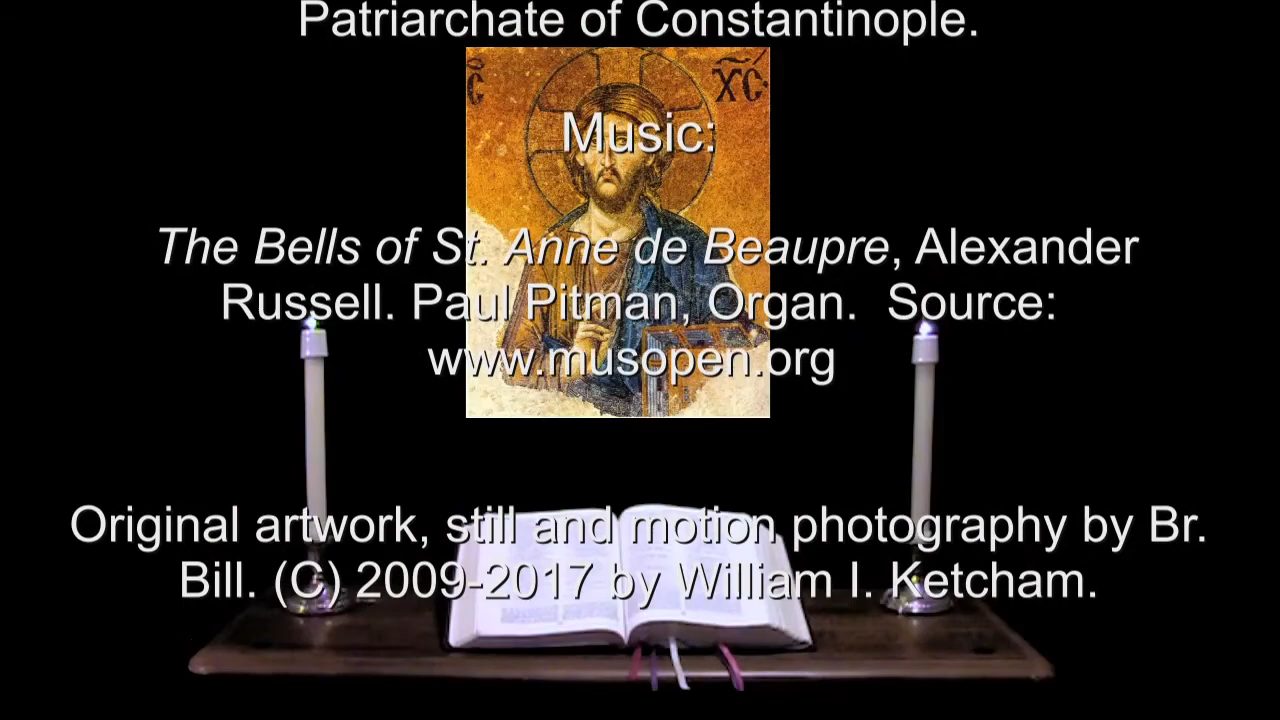 Patriarchate of Constantinople.
C XC
Music:
The Bells of St. Anne de Beaupre, Alexander
Russell. Paul Pitman, Organ.  Source:
www.musopen.org
Original artwork, still and motion photography by Br.
Bill. (C) 2009-2017 by William I. Ketcham.